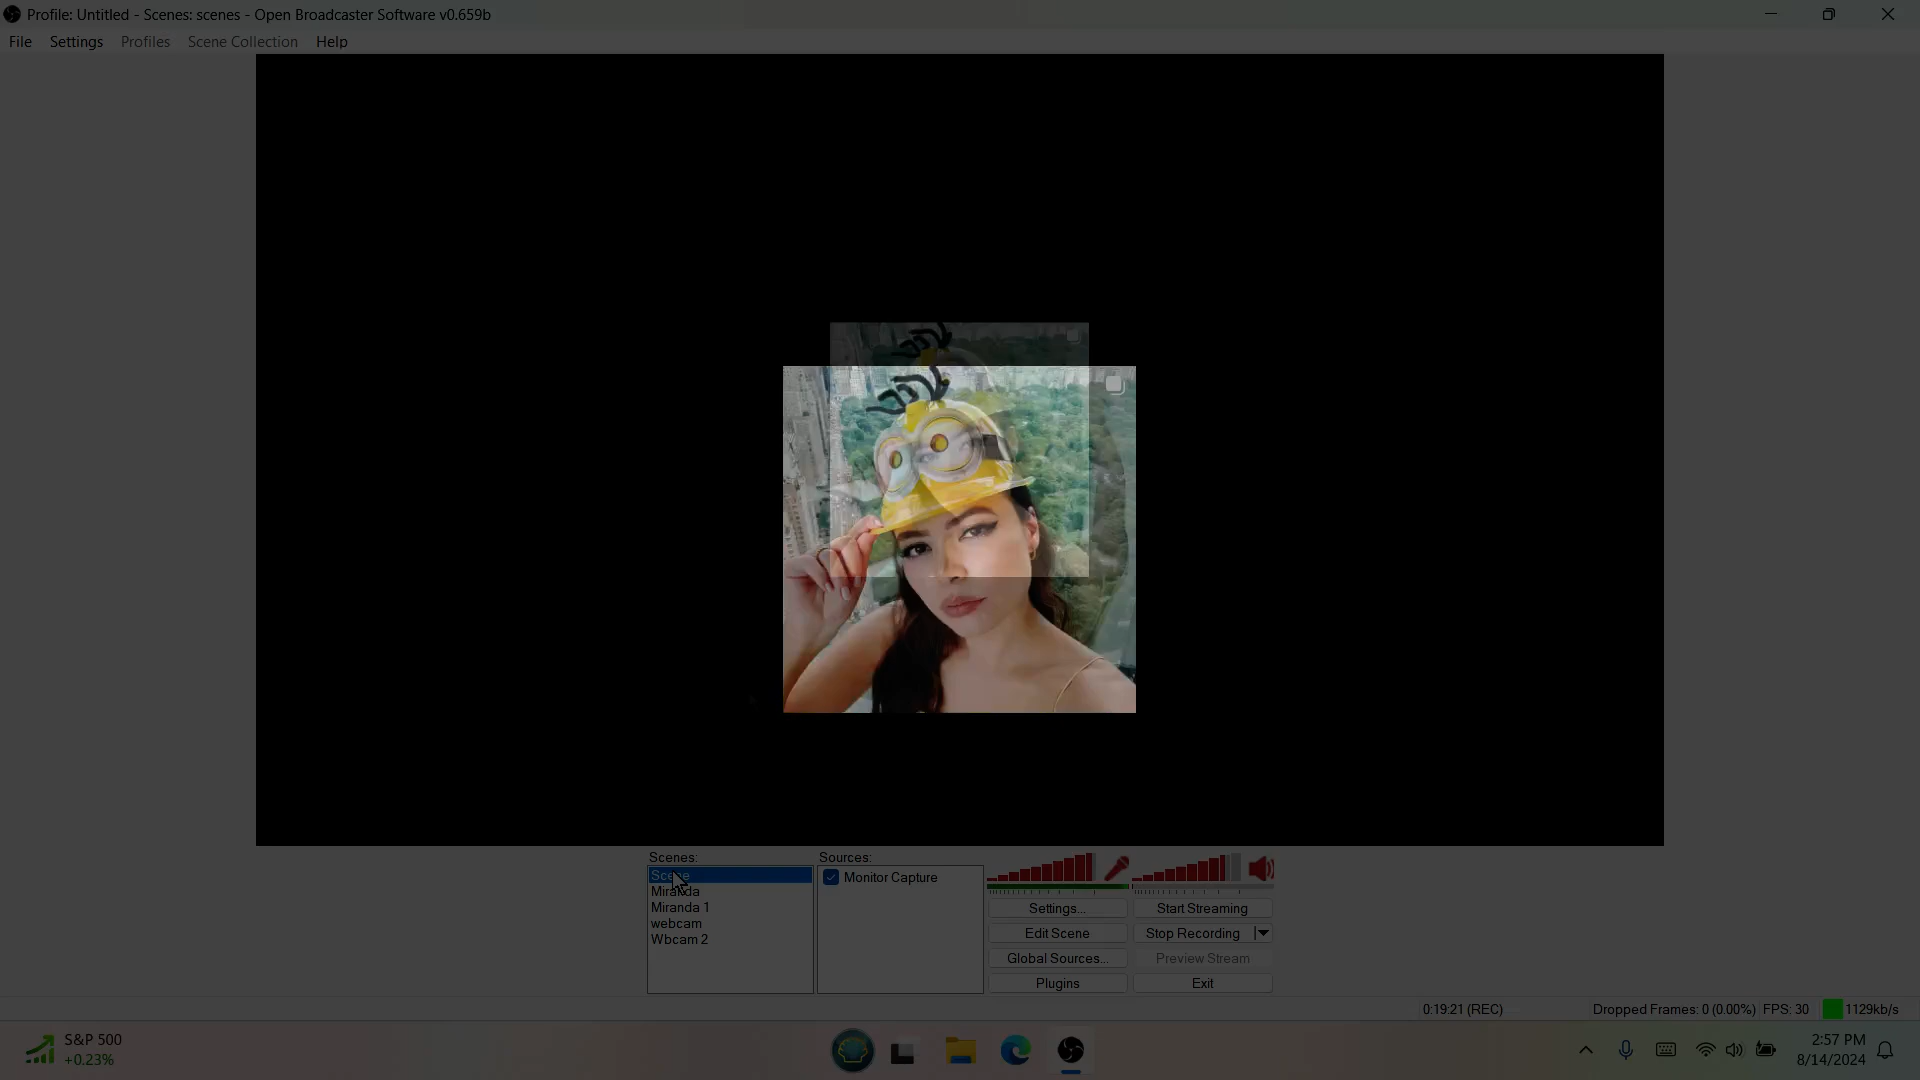 Profile: Untitled - Scenes: scenes - Open Broadcaster Software v0.659b
File Settings Profiles Scene Collection Help
Scenes:
Scene
Miranda
Miranda 1
webcam
Wbcam 2
Sources:
Monitor Capture
Settings...
Start Streaming
Edit Scene
Stop Recording
Global Sources...
Preview Stream
Plugins
Exit
0:19:21 (REC)
Dropped Frames: 0 (0.00%) FPS: 30
1129kb/s
S&P 500
+0.23%
2:57 PM
8/14/2024